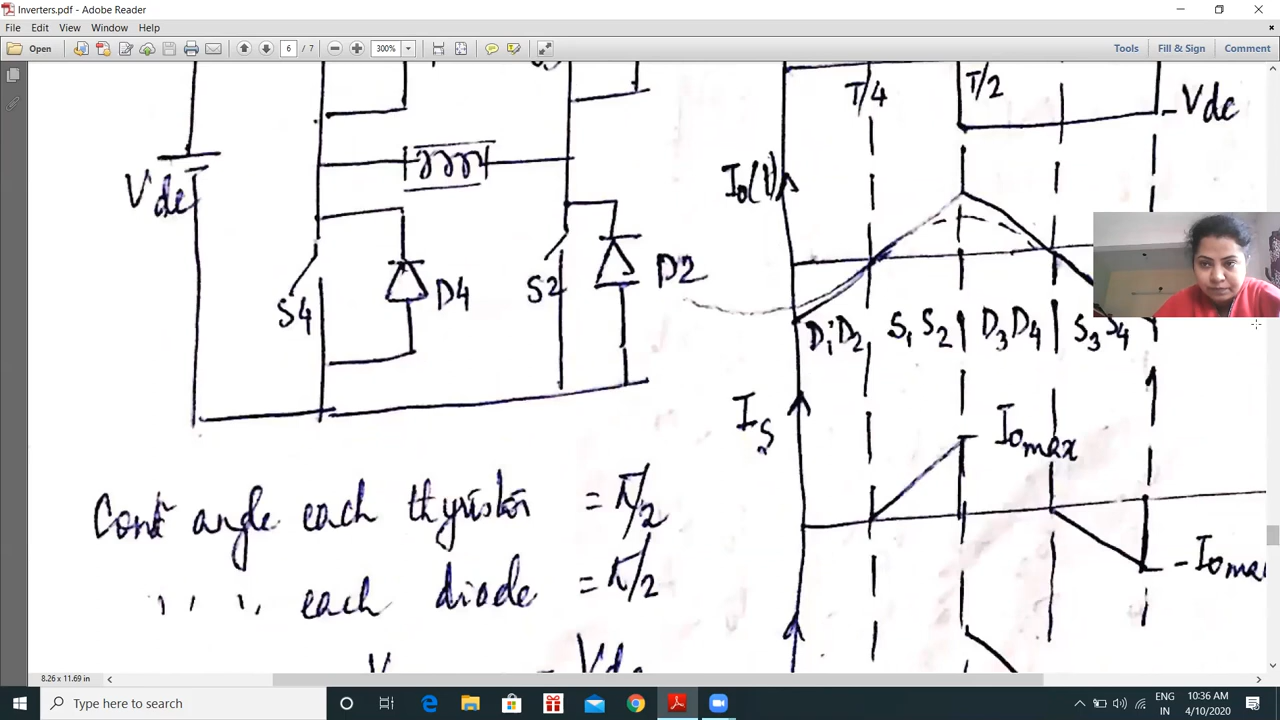 Inverters.pdf - Adobe Reader
File Edit View Window Help
Open 6 / 7 300% Tools Fill & Sign Comment
T/4
T/2
-Vdc
Vdc
Io(t)
S4
D4
S2
D2
D1D2
S1 S2
D3D4
S3 S4
Is
Iomax
-Iomax
Cont angle each thyristor = π/2
,, ,, ,, each diode = π/2
8.26 x 11.69 in
Type here to search
ENG
IN
10:36 AM
4/10/2020